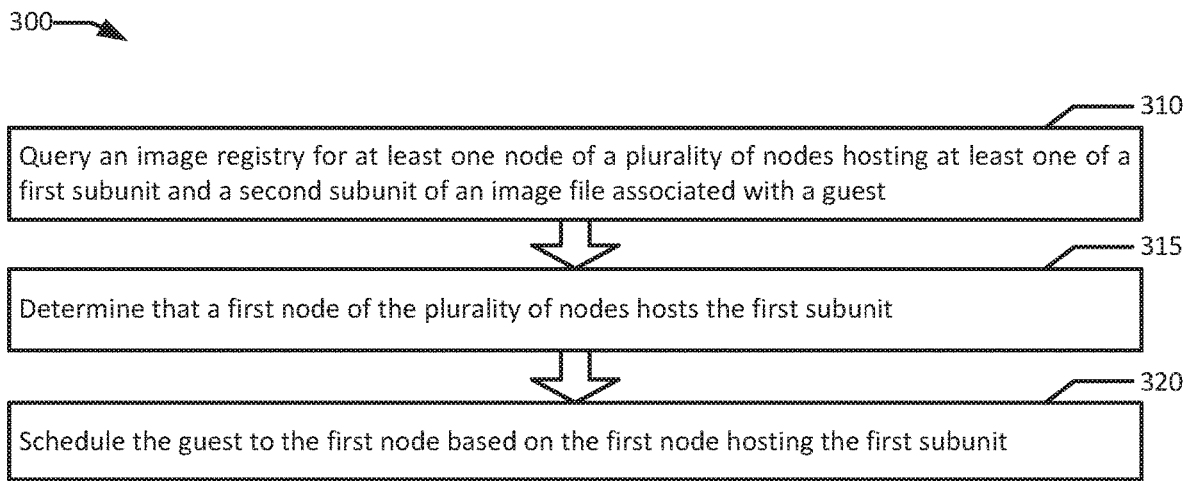 300
310
Query an image registry for at least one node of a plurality of nodes hosting at least one of a
first subunit and a second subunit of an image file associated with a guest
315
Determine that a first node of the plurality of nodes hosts the first subunit
320
Schedule the guest to the first node based on the first node hosting the first subunit